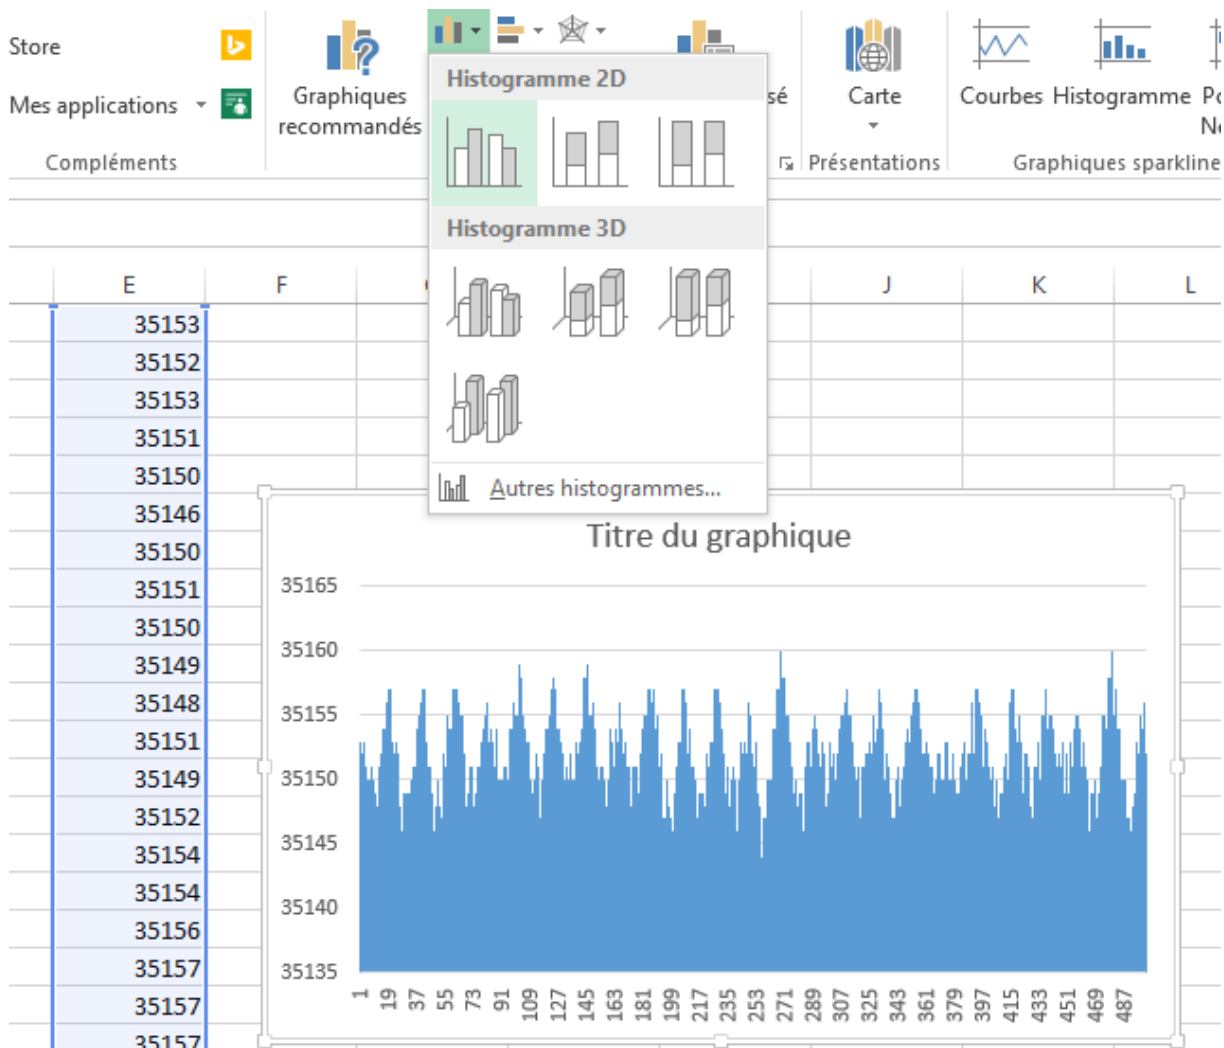 Store
Mes applications
Compléments
Graphiques
recommandés
Carte
Présentations
Courbes
Histogramme
Graphiques sparkline
Histogramme 2D
Histogramme 3D
Autres histogrammes...
E
F
J
K
L
35153
35152
35153
35151
35150
35146
35150
35151
35150
35149
35148
35151
35149
35152
35154
35154
35156
35157
35157
35157
Titre du graphique
35165
35160
35155
35150
35145
35140
35135
1 19 37 55 73 91 109 127 145 163 181 199 217 235 253 271 289 307 325 343 361 379 397 415 433 451 469 487